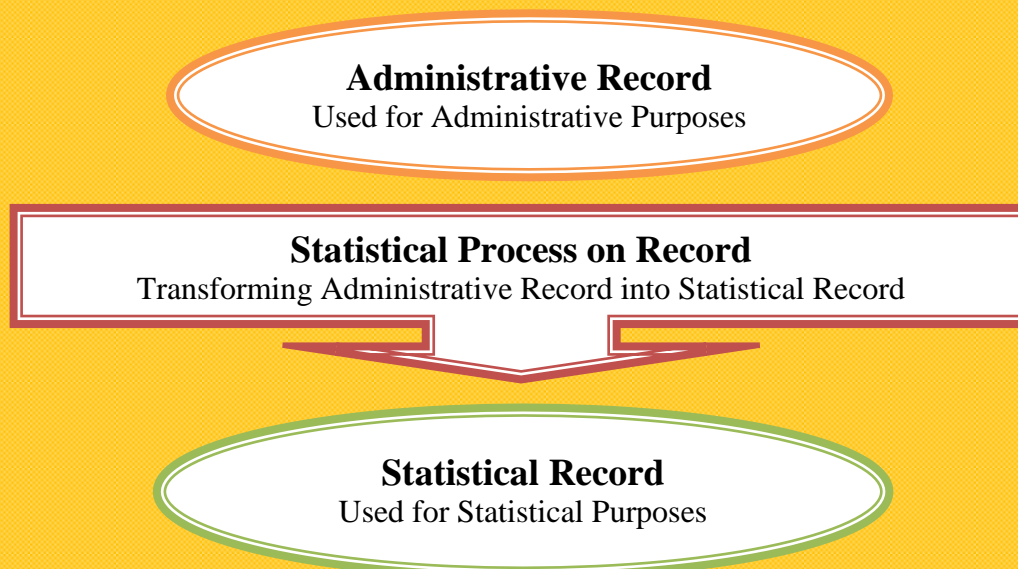 Administrative Record
Used for Administrative Purposes
Statistical Process on Record
Transforming Administrative Record into Statistical Record
Statistical Record
Used for Statistical Purposes